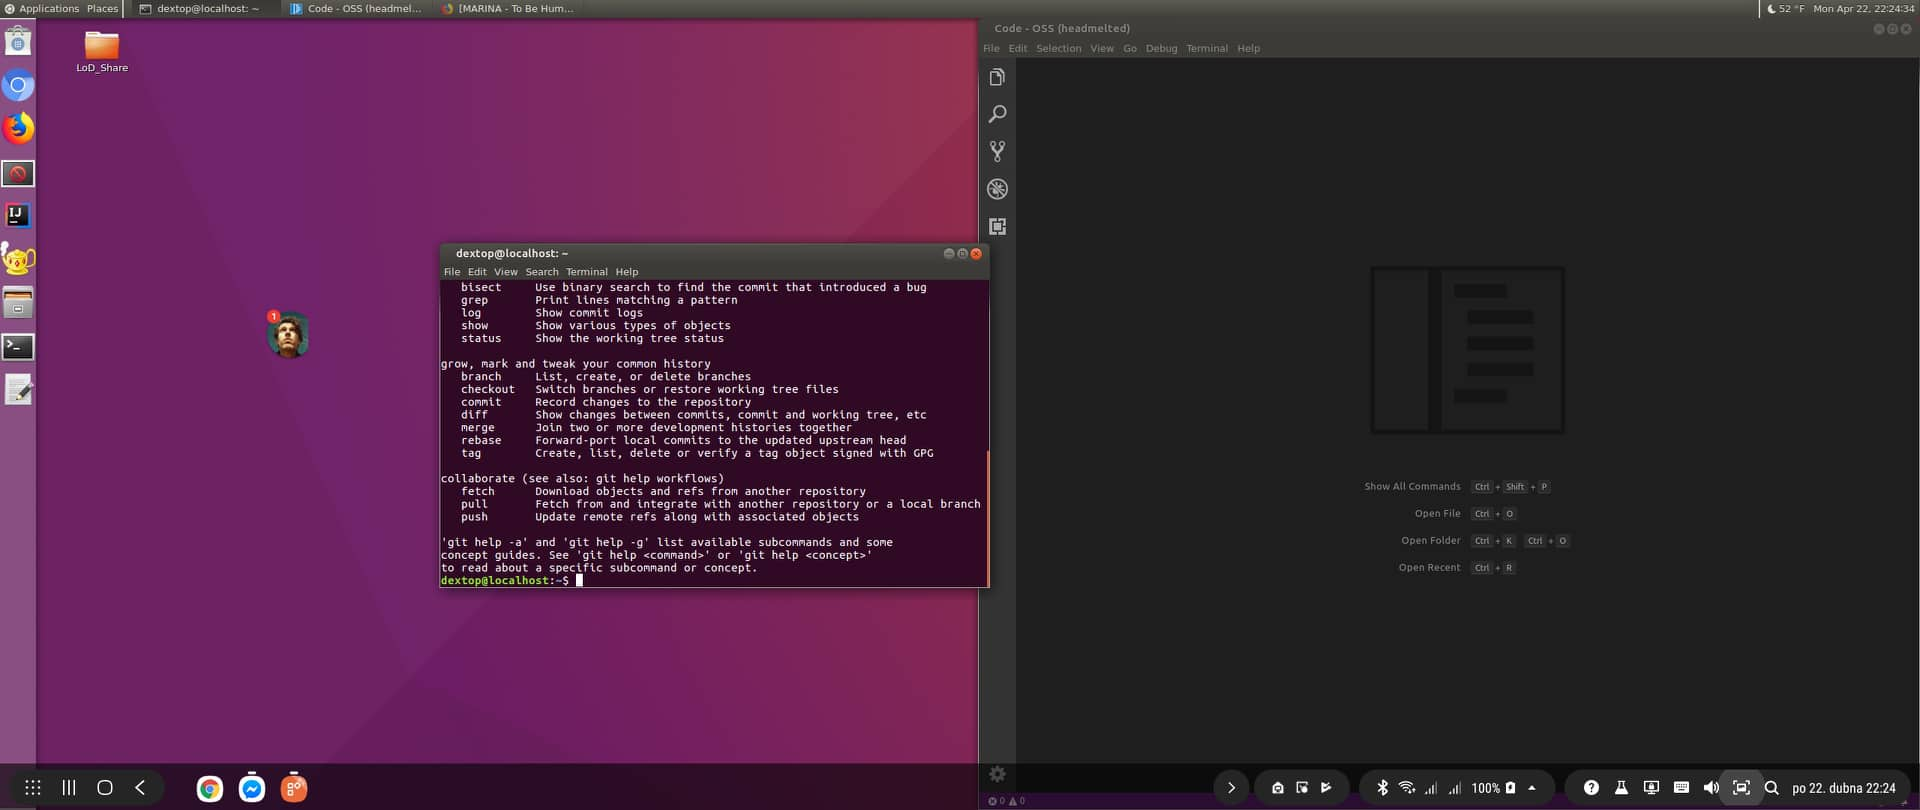 Applications Places dextop@localhost: ~ Code - OSS (headmel... [MARINA - To Be Hum... 52 °F Mon Apr 22, 22:24:34
LoD_Share
IJ
1
Code - OSS (headmelted)
File Edit Selection View Go Debug Terminal Help
dextop@localhost: ~
File Edit View Search Terminal Help
bisect Use binary search to find the commit that introduced a bug
grep Print lines matching a pattern
log Show commit logs
show Show various types of objects
status Show the working tree status
grow, mark and tweak your common history
branch List, create, or delete branches
checkout Switch branches or restore working tree files
commit Record changes to the repository
diff Show changes between commits, commit and working tree, etc
merge Join two or more development histories together
rebase Forward-port local commits to the updated upstream head
tag Create, list, delete or verify a tag object signed with GPG
collaborate (see also: git help workflows)
fetch Download objects and refs from another repository
pull Fetch from and integrate with another repository or a local branch
push Update remote refs along with associated objects
'git help -a' and 'git help -g' list available subcommands and some
concept guides. See 'git help <command>' or 'git help <concept>'
to read about a specific subcommand or concept.
dextop@localhost:~$
Show All Commands Ctrl + Shift + P
Open File Ctrl + O
Open Folder Ctrl + K Ctrl + O
Open Recent Ctrl + R
100% po 22. dubna 22:24
0 0